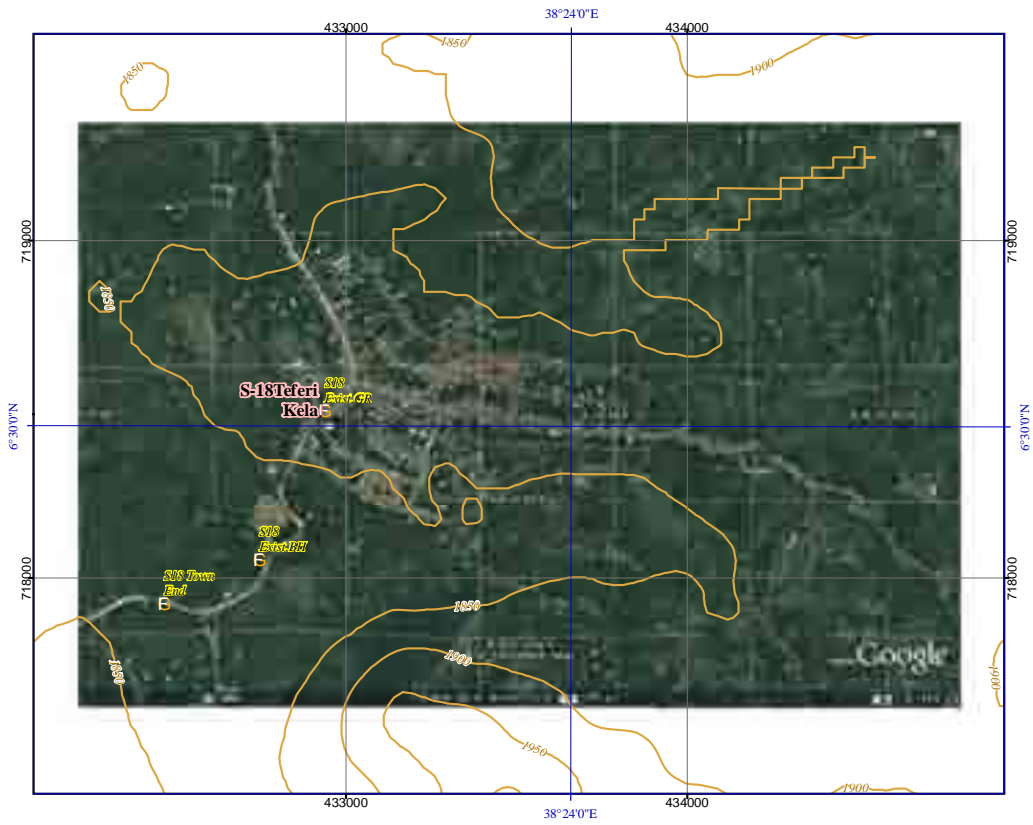 38°24'0"E
433000
434000
1850
1900
1850
719000
719000
1850
S-18Teferi
Kela
S18
Exist.GR
6°30'0"N
6°30'0"N
S18
Exist.BH
S18 Town
End
718000
718000
1850
1900
1850
Google
1900
1950
1900
433000
434000
38°24'0"E